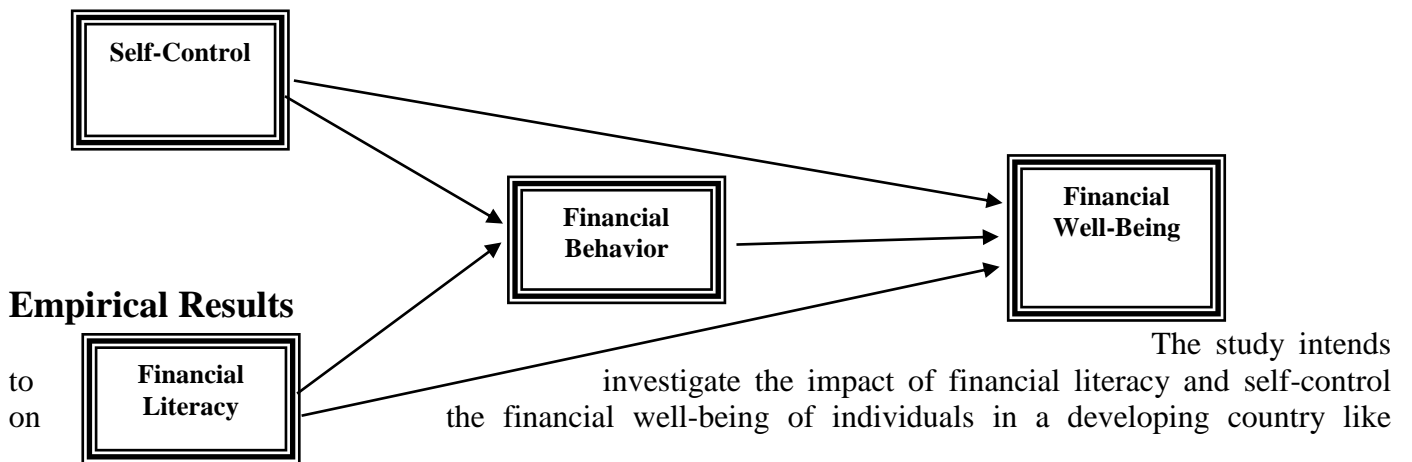 Self-Control
Financial
Well-Being
Financial
Behavior
Empirical Results
Financial
Literacy
The study intends
to investigate the impact of financial literacy and self-control
on the financial well-being of individuals in a developing country like